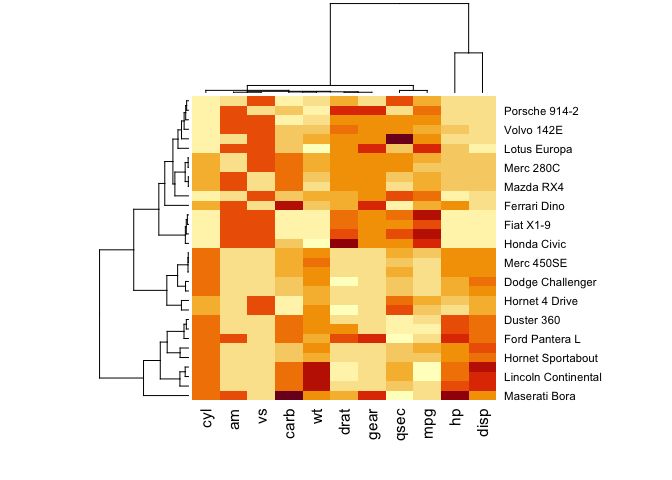 Porsche 914-2
Volvo 142E
Lotus Europa
Merc 280C
Mazda RX4
Ferrari Dino
Fiat X1-9
Honda Civic
Merc 450SE
Dodge Challenger
Hornet 4 Drive
Duster 360
Ford Pantera L
Hornet Sportabout
Lincoln Continental
Maserati Bora
cyl
am
vs
carb
wt
drat
gear
qsec
mpg
hp
disp